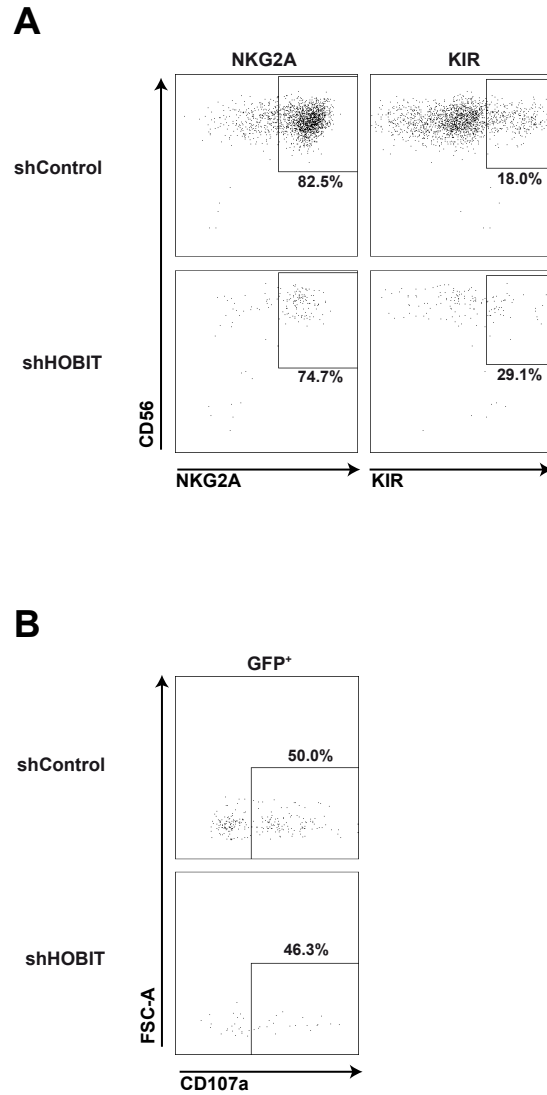 A
NKG2A KIR
shControl
82.5% 18.0%
shHOBIT
74.7% 29.1%
CD56
NKG2A KIR
B
GFP⁺
shControl
50.0%
shHOBIT
46.3%
FSC-A
CD107a